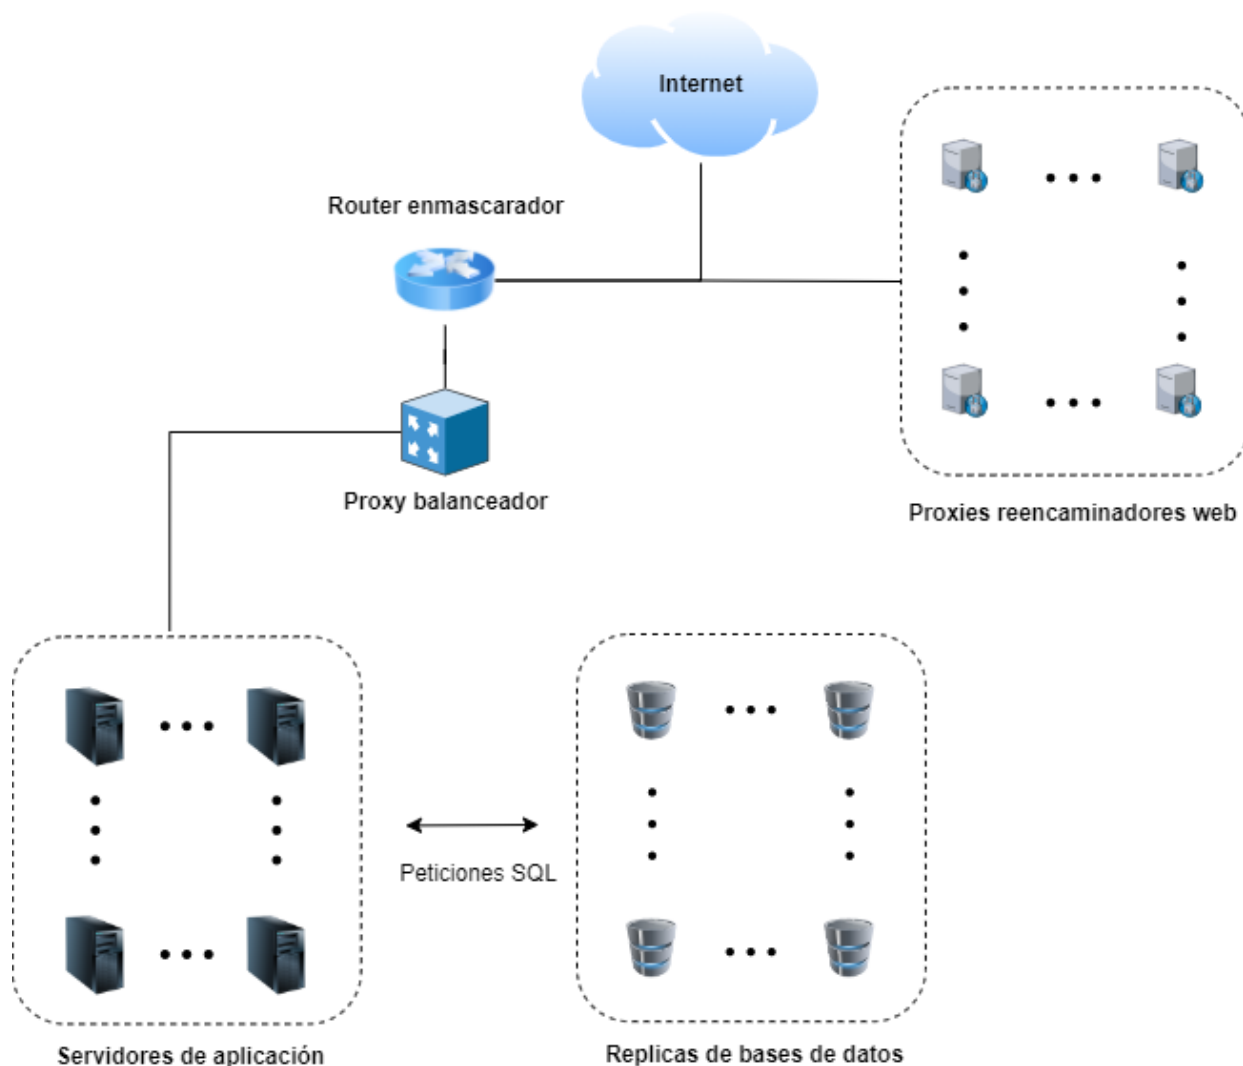 Internet
Router enmascarador
Proxy balanceador
Proxies reencaminadores web
Peticiones SQL
Servidores de aplicación
Replicas de bases de datos